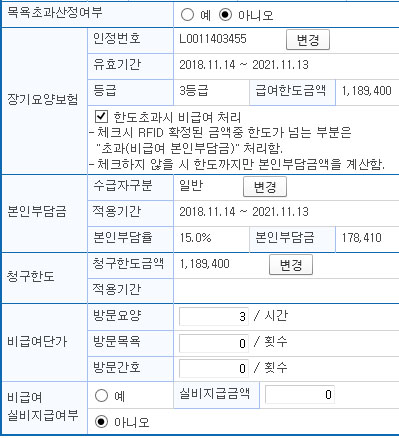 목욕초과산정여부 예 아니오
장기요양보험 인정번호 L0011403455 변경
유효기간 2018.11.14 ~ 2021.11.13
등급 3등급 급여한도금액 1,189,400
한도초과시 비급여 처리
- 체크시 RFID 확정된 금액중 한도가 넘는 부분은
"초과(비급여 본인부담금)" 처리함.
- 체크하지 않을 시 한도까지만 본인부담금액을 계산함.
본인부담금 수급자구분 일반 변경
적용기간 2018.11.14 ~ 2021.11.13
본인부담율 15.0% 본인부담금 178,410
청구한도 청구한도금액 1,189,400 변경
적용기간
비급여단가 방문요양 3 / 시간
방문목욕 0 / 횟수
방문간호 0 / 횟수
비급여
실비지급여부 예 실비지급금액 0
아니오